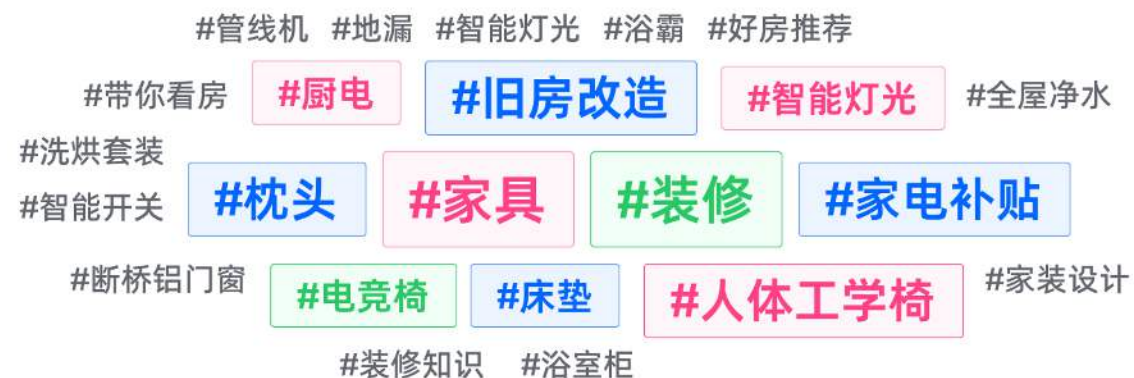 #管线机 #地漏 #智能灯光 #浴霸 #好房推荐
#带你看房 #厨电 #旧房改造 #智能灯光 #全屋净水
#洗烘套装
#智能开关 #枕头 #家具 #装修 #家电补贴
#断桥铝门窗 #电竞椅 #床垫 #人体工学椅 #家装设计
#装修知识 #浴室柜